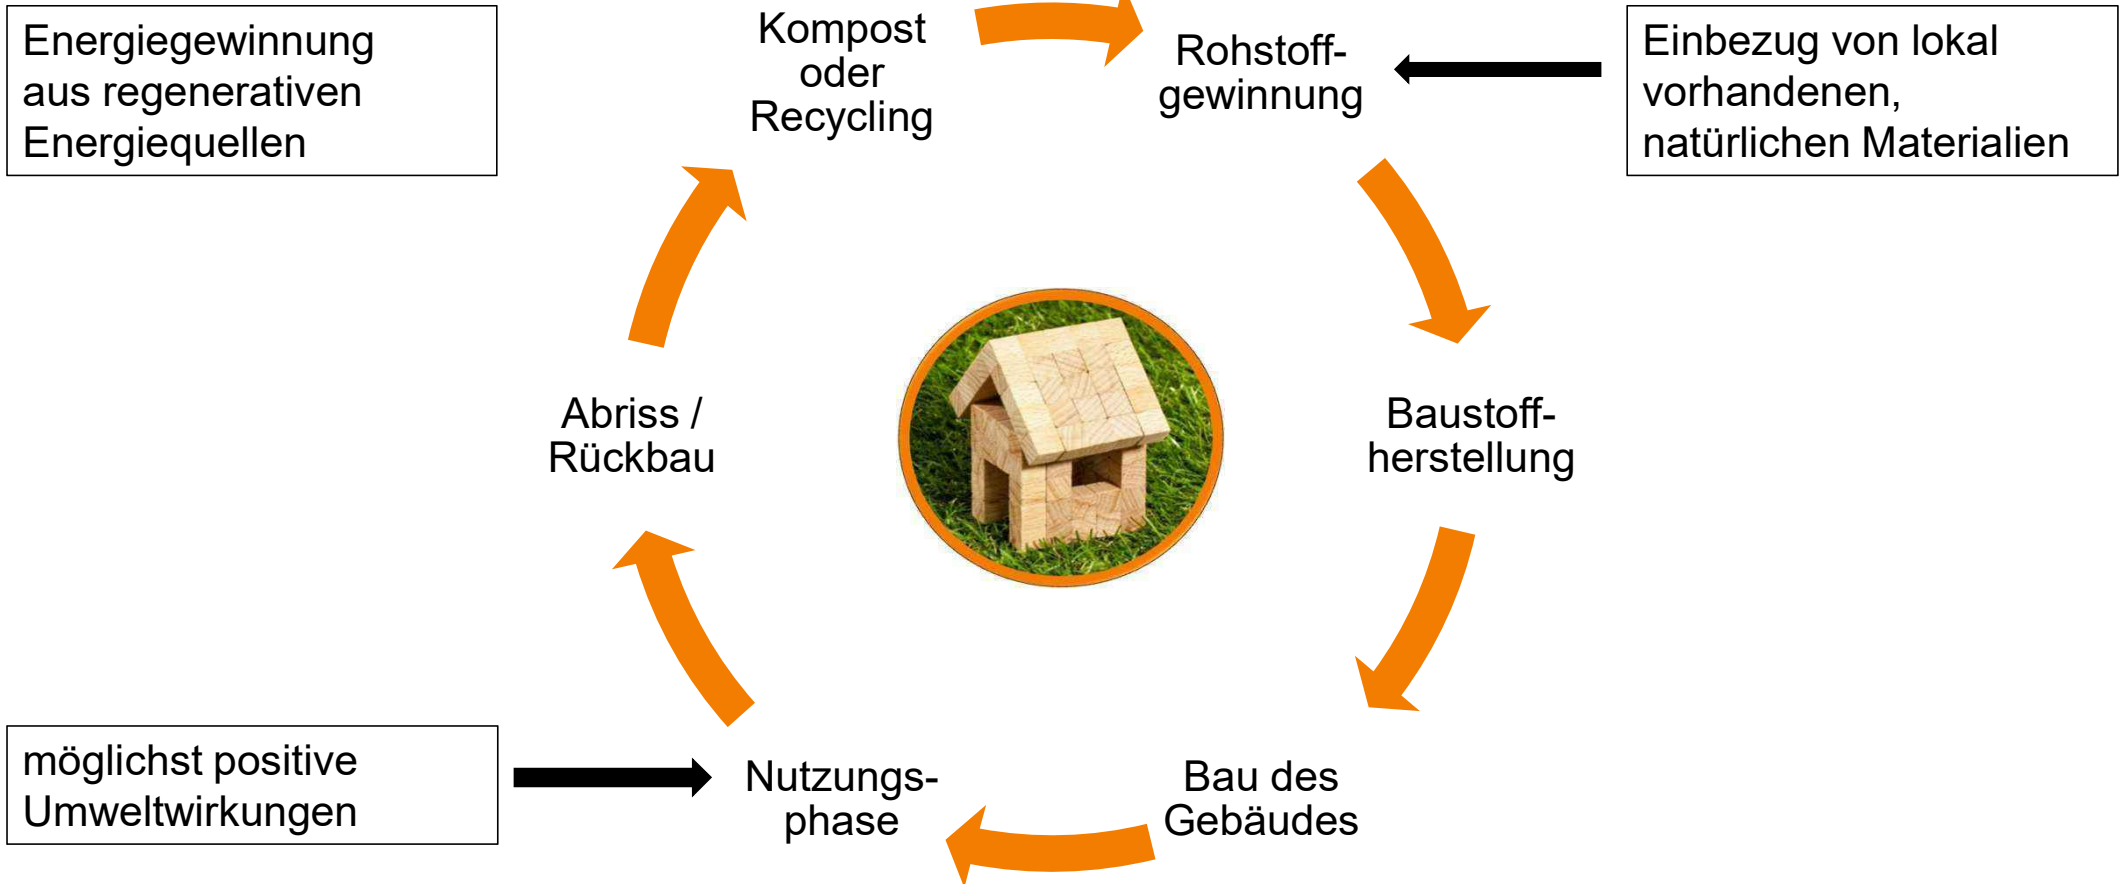 Energiegewinnung
aus regenerativen
Energiequellen
Kompost
oder
Recycling
Rohstoff-
gewinnung
Einbezug von lokal
vorhandenen,
natürlichen Materialien
Abriss /
Rückbau
Baustoff-
herstellung
möglichst positive
Umweltwirkungen
Nutzungs-
phase
Bau des
Gebäudes